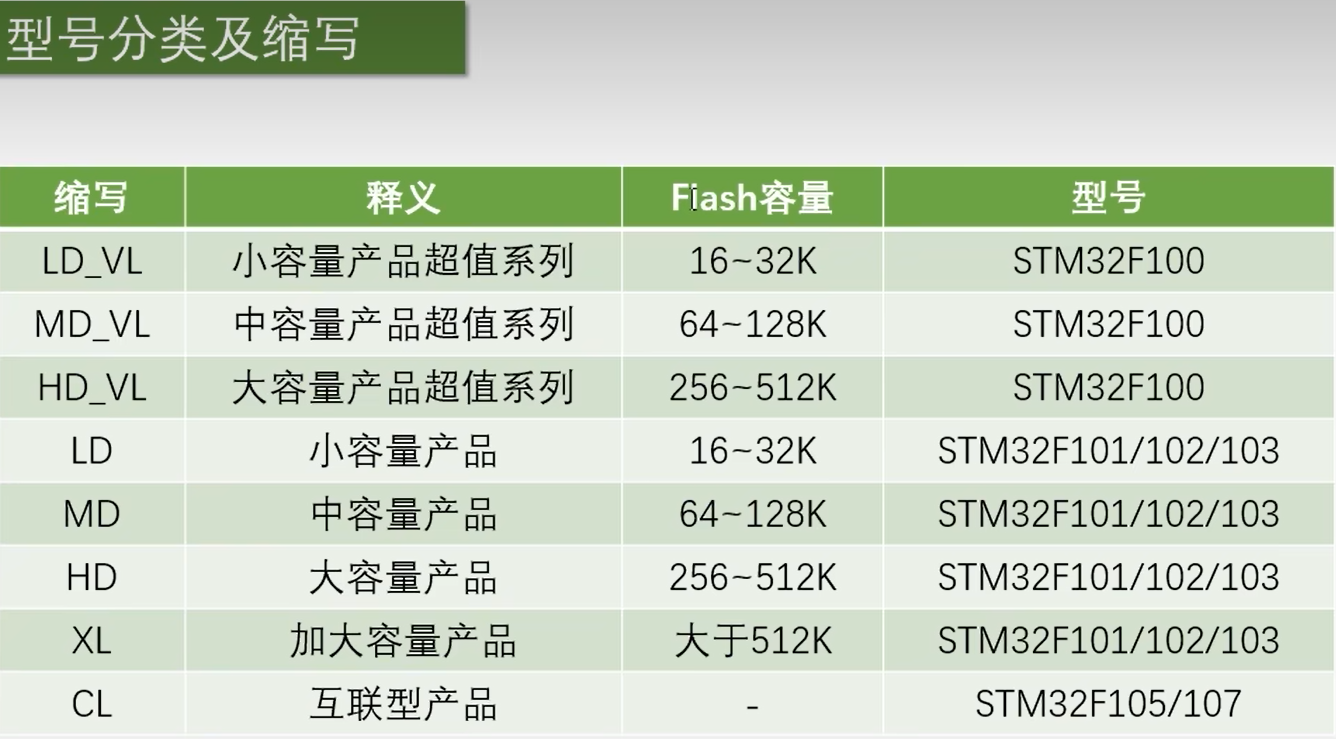 型号分类及缩写
缩写 释义 Flash容量 型号
LD_VL 小容量产品超值系列 16~32K STM32F100
MD_VL 中容量产品超值系列 64~128K STM32F100
HD_VL 大容量产品超值系列 256~512K STM32F100
LD 小容量产品 16~32K STM32F101/102/103
MD 中容量产品 64~128K STM32F101/102/103
HD 大容量产品 256~512K STM32F101/102/103
XL 加大容量产品 大于512K STM32F101/102/103
CL 互联型产品 - STM32F105/107